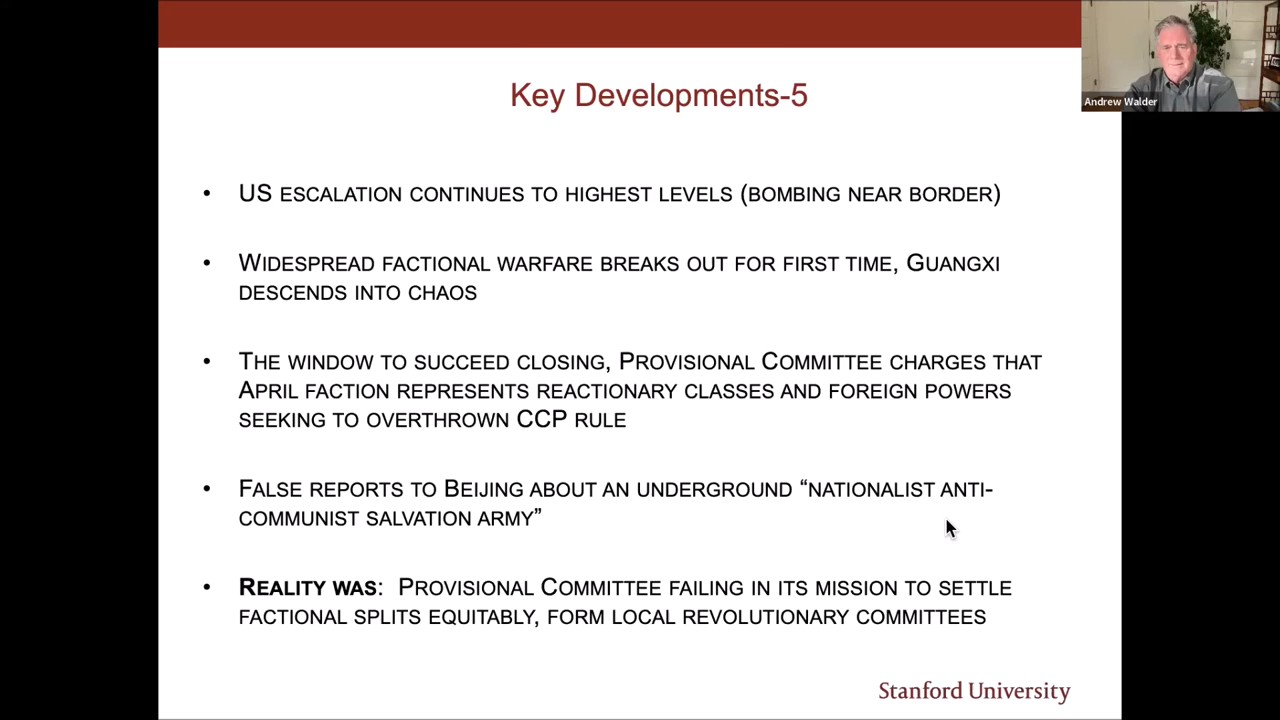 Key Developments-5
Andrew Walder
• US ESCALATION CONTINUES TO HIGHEST LEVELS (BOMBING NEAR BORDER)
• WIDESPREAD FACTIONAL WARFARE BREAKS OUT FOR FIRST TIME, GUANGXI
DESCENDS INTO CHAOS
• THE WINDOW TO SUCCEED CLOSING, PROVISIONAL COMMITTEE CHARGES THAT
APRIL FACTION REPRESENTS REACTIONARY CLASSES AND FOREIGN POWERS
SEEKING TO OVERTHROWN CCP RULE
• FALSE REPORTS TO BEIJING ABOUT AN UNDERGROUND “NATIONALIST ANTI-
COMMUNIST SALVATION ARMY”
• REALITY WAS: PROVISIONAL COMMITTEE FAILING IN ITS MISSION TO SETTLE
FACTIONAL SPLITS EQUITABLY, FORM LOCAL REVOLUTIONARY COMMITTEES
Stanford University